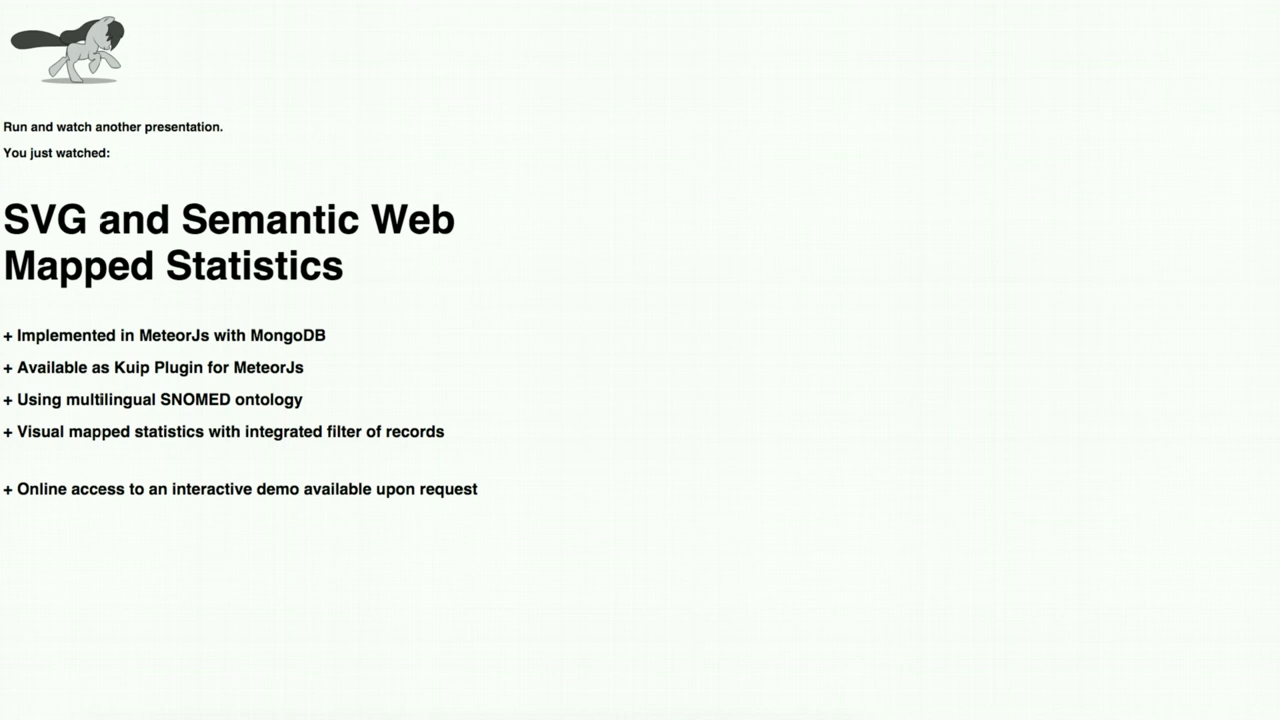 Run and watch another presentation.
You just watched:
SVG and Semantic Web
Mapped Statistics
+ Implemented in MeteorJs with MongoDB
+ Available as Kuip Plugin for MeteorJs
+ Using multilingual SNOMED ontology
+ Visual mapped statistics with integrated filter of records
+ Online access to an interactive demo available upon request